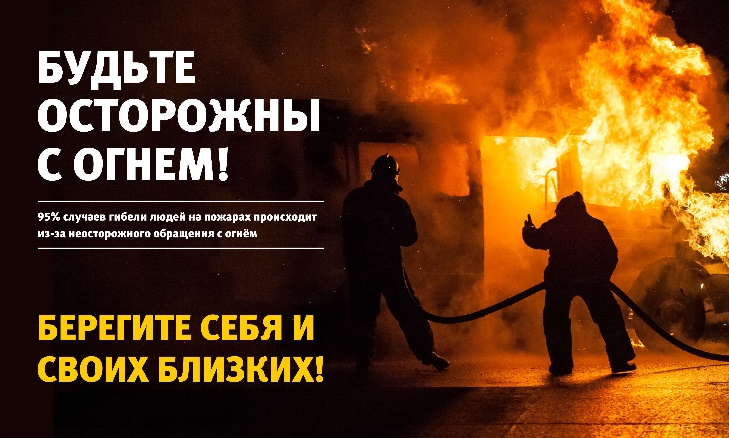 БУДЬТЕ
ОСТОРОЖНЫ
С ОГНЕМ!
95% случаев гибели людей на пожарах происходит
из-за неосторожного обращения с огнём
БЕРЕГИТЕ СЕБЯ И
СВОИХ БЛИЗКИХ!